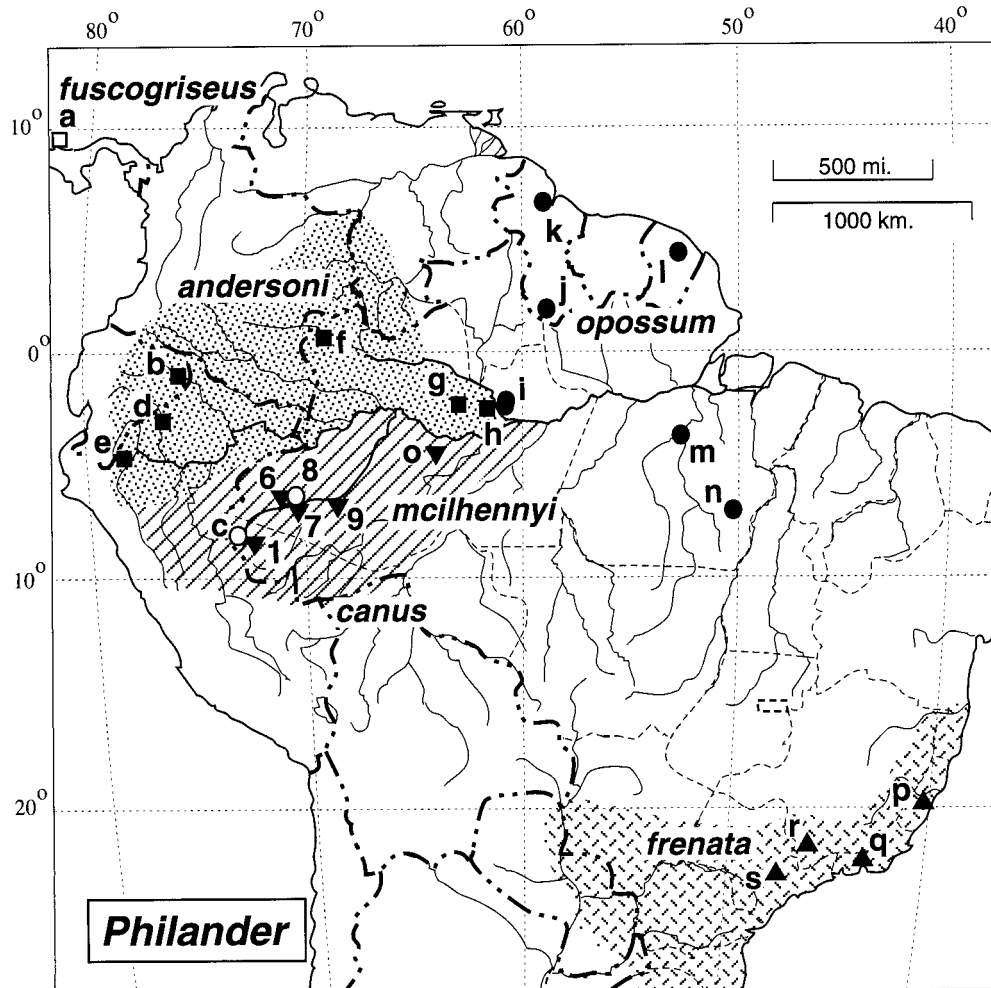 80° 70° 60° 50° 40°
fuscogriseus
a
10°
500 mi.
1000 km.
k
l
andersoni
j
opossum
0°
b
f
g
i
d
h
e
o
m
6
8
n
mcilhennyi
c
7
9
1
10°
canus
p
20°
r
q
frenata
s
Philander